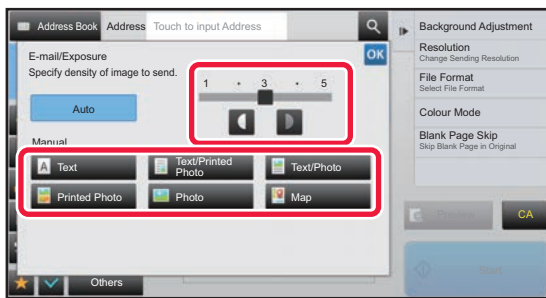 Address Book Address Touch to input Address
E-mail/Exposure
OK
Specify density of image to send.
1 • 3 • 5
Auto
Manual
A Text
Text/Printed
Photo
Text/Photo
Printed Photo
Photo
Map
Others
Background Adjustment
Resolution
Change Sending Resolution
File Format
Select File Format
Colour Mode
Blank Page Skip
Skip Blank Page in Original
Preview
CA
Start